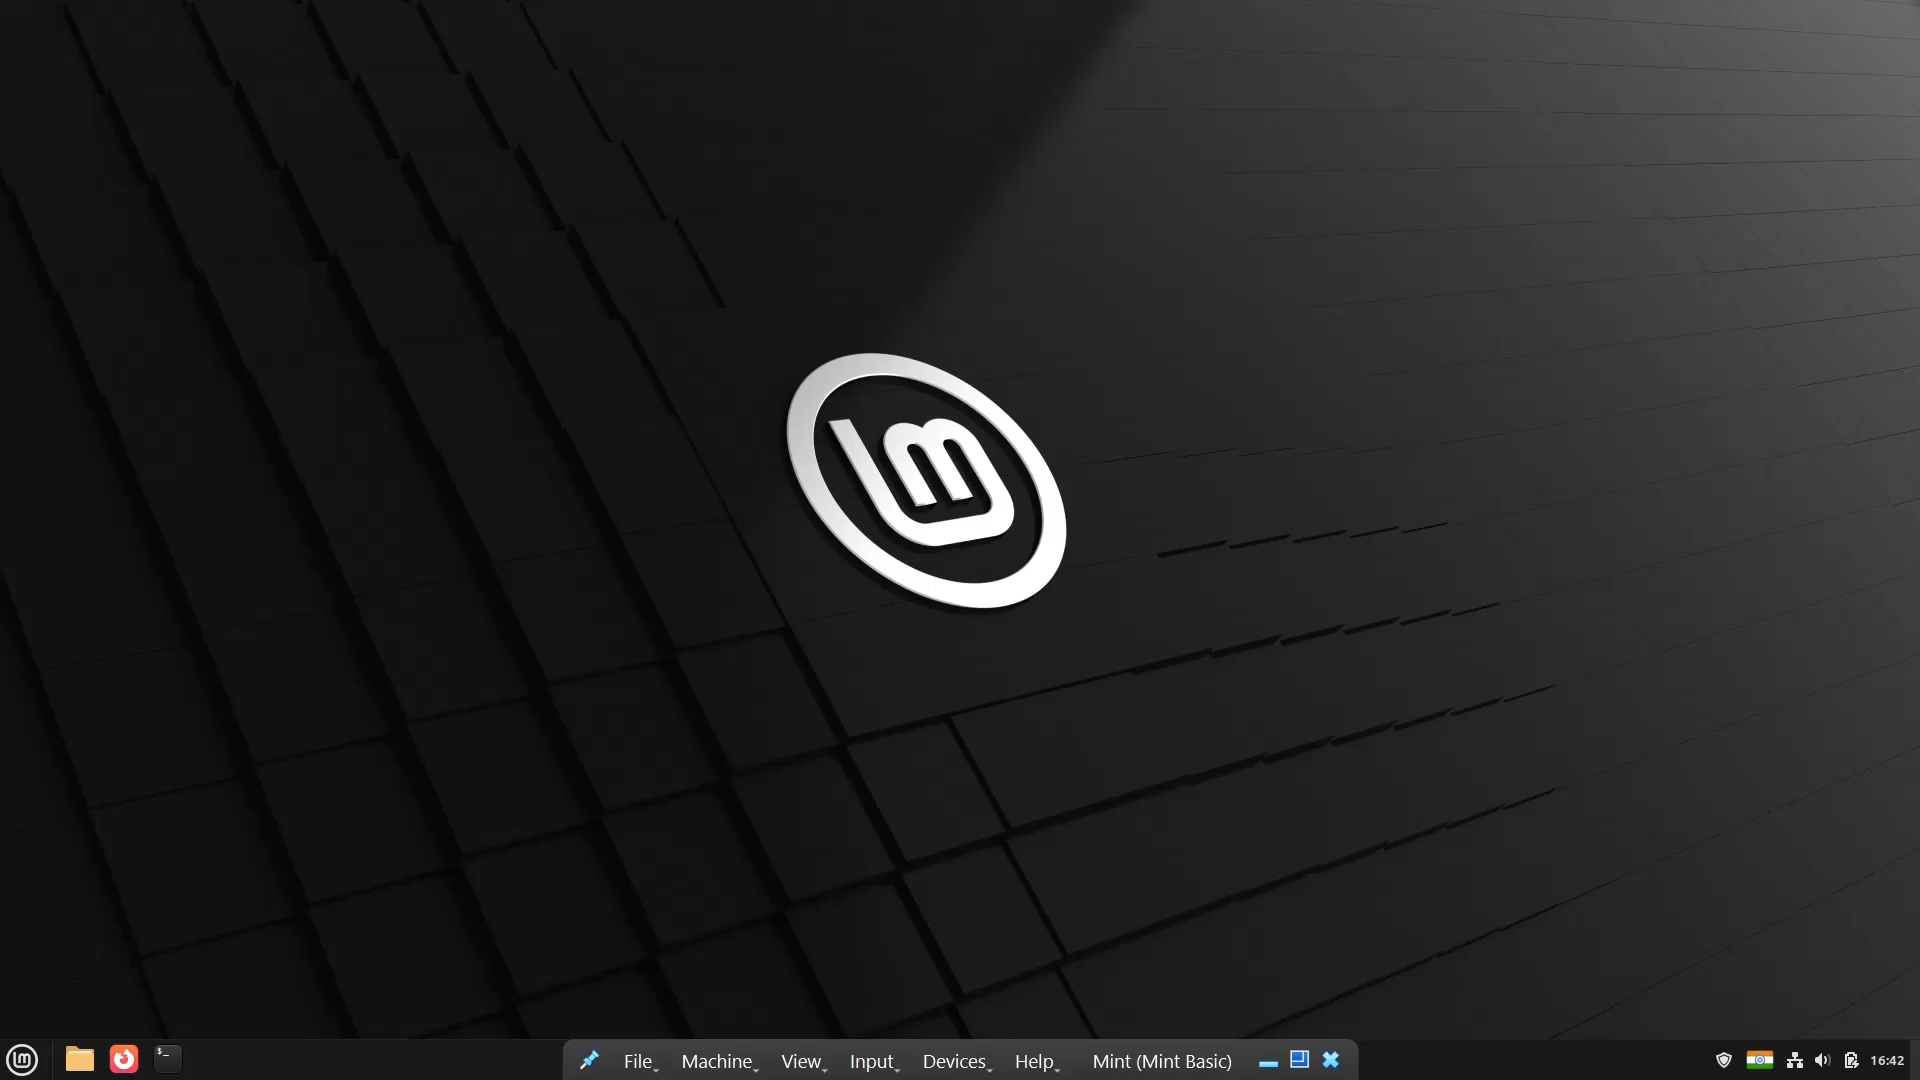 File
Machine
View
Input
Devices
Help
Mint (Mint Basic)
16:42